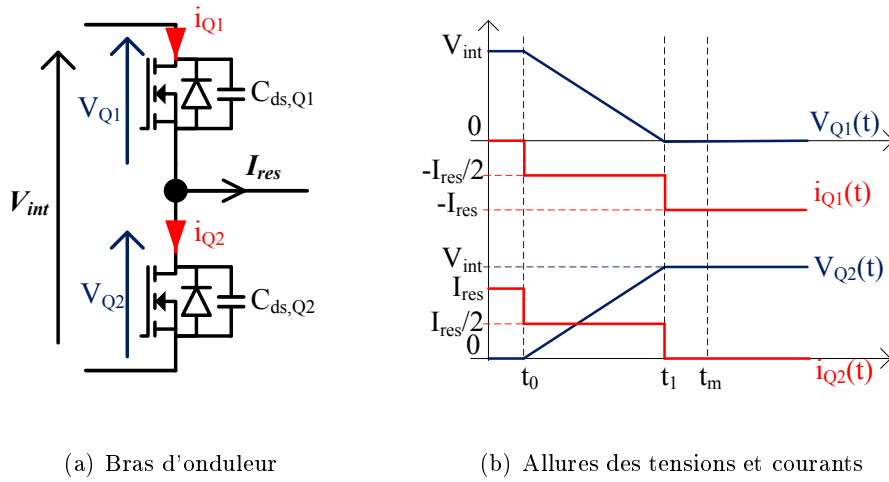 i_Q1
V_Q1
C_ds,Q1
I_res
V_int
i_Q2
V_Q2
C_ds,Q2
(a) Bras d'onduleur
V_int
0
V_Q1(t)
-I_res/2
-I_res
i_Q1(t)
V_int
V_Q2(t)
I_res
I_res/2
0
i_Q2(t)
t_0
t_1
t_m
(b) Allures des tensions et courants